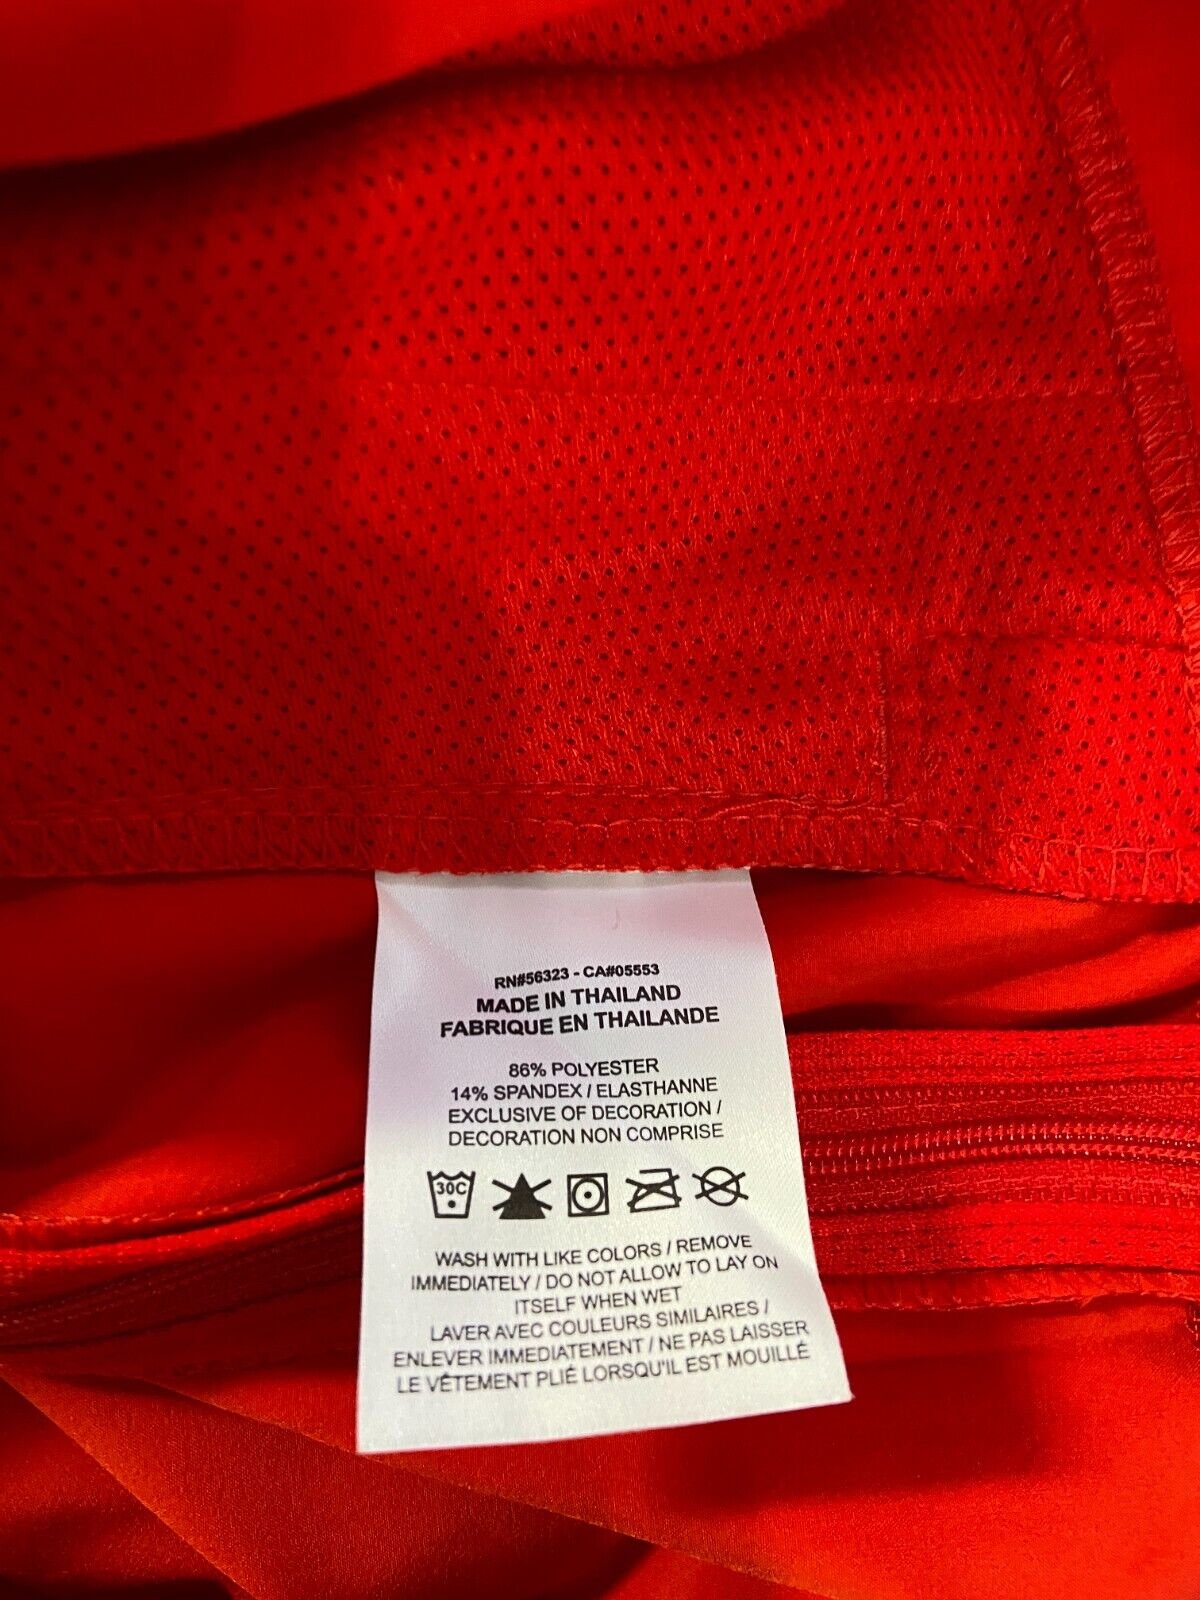 RN#56323 - CA#05553
MADE IN THAILAND
FABRIQUE EN THAILANDE
86% POLYESTER
14% SPANDEX / ELASTHANNE
EXCLUSIVE OF DECORATION /
DECORATION NON COMPRISE
30C
WASH WITH LIKE COLORS / REMOVE
IMMEDIATELY / DO NOT ALLOW TO LAY ON
ITSELF WHEN WET
LAVER AVEC COULEURS SIMILAIRES /
ENLEVER IMMEDIATEMENT / NE PAS LAISSER
LE VÊTEMENT PLIÉ LORSQU'IL EST MOUILLÉ